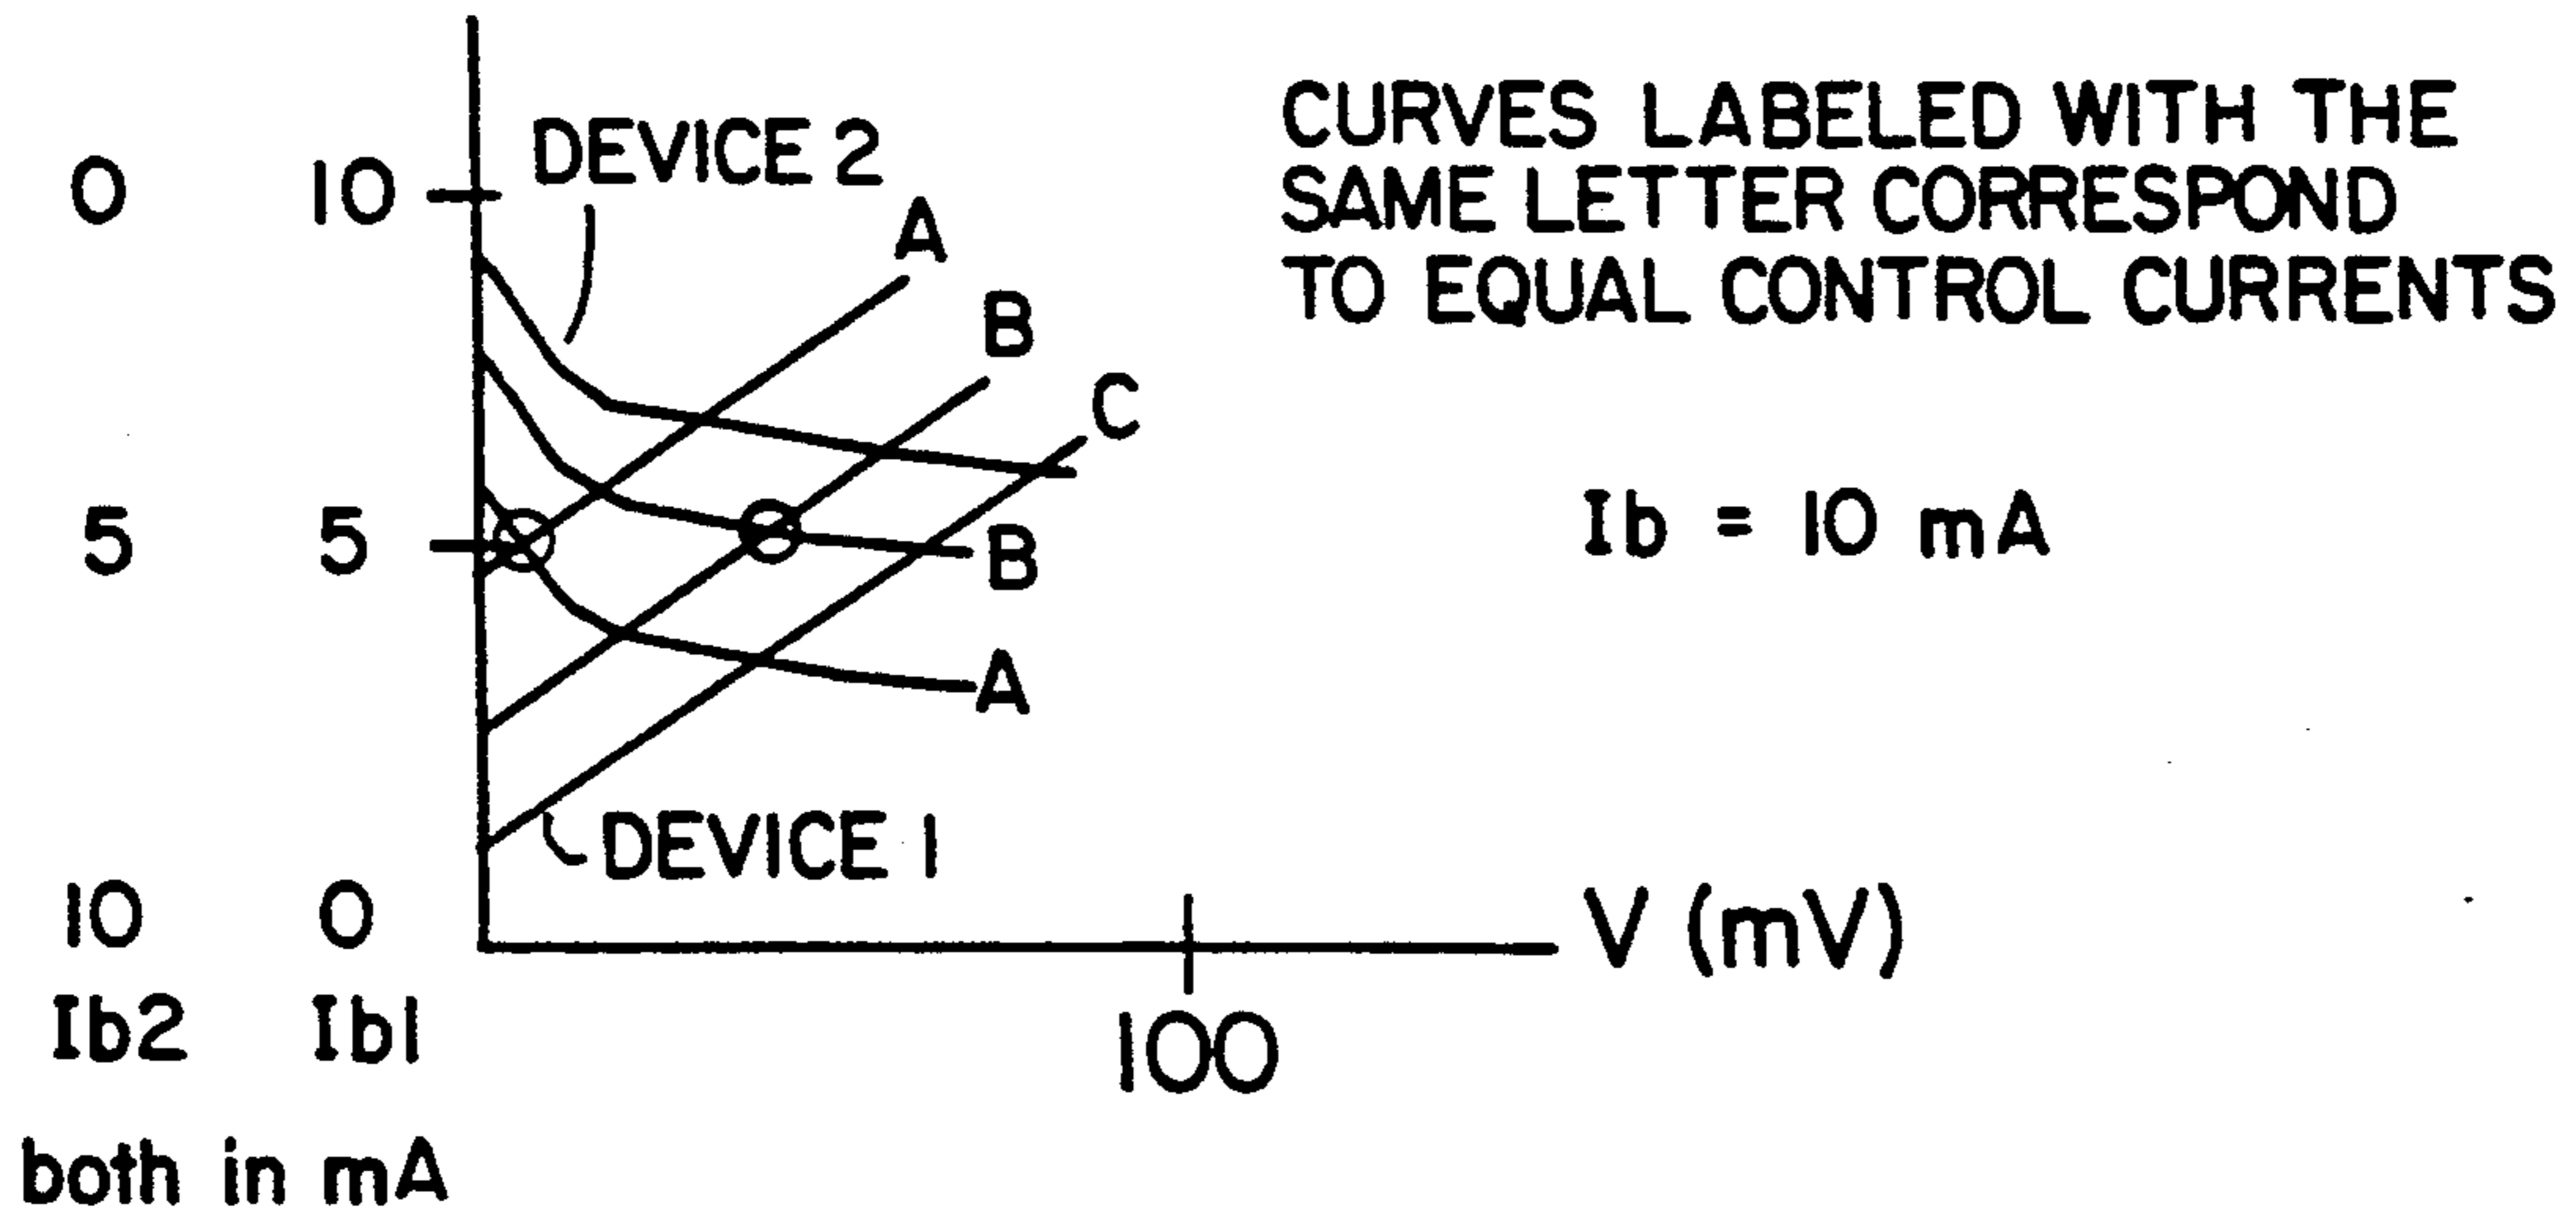 CURVES LABELED WITH THE
SAME LETTER CORRESPOND
TO EQUAL CONTROL CURRENTS
DEVICE 2
0 10
A
B
C
5 5
Ib = 10 mA
B
A
DEVICE 1
10 0
V (mV)
Ib2 Ib1
100
both in mA